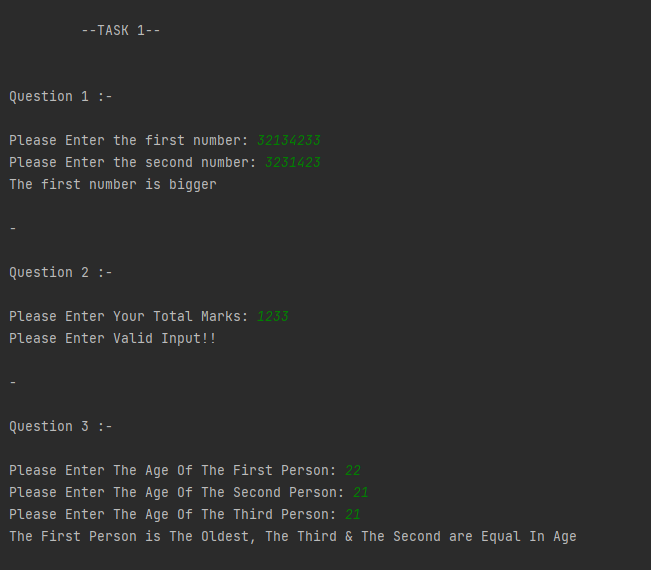 --TASK 1--
Question 1 :-
Please Enter the first number: 32134233
Please Enter the second number: 3231423
The first number is bigger
-
Question 2 :-
Please Enter Your Total Marks: 1233
Please Enter Valid Input!!
-
Question 3 :-
Please Enter The Age Of The First Person: 22
Please Enter The Age Of The Second Person: 21
Please Enter The Age Of The Third Person: 21
The First Person is The Oldest, The Third & The Second are Equal In Age